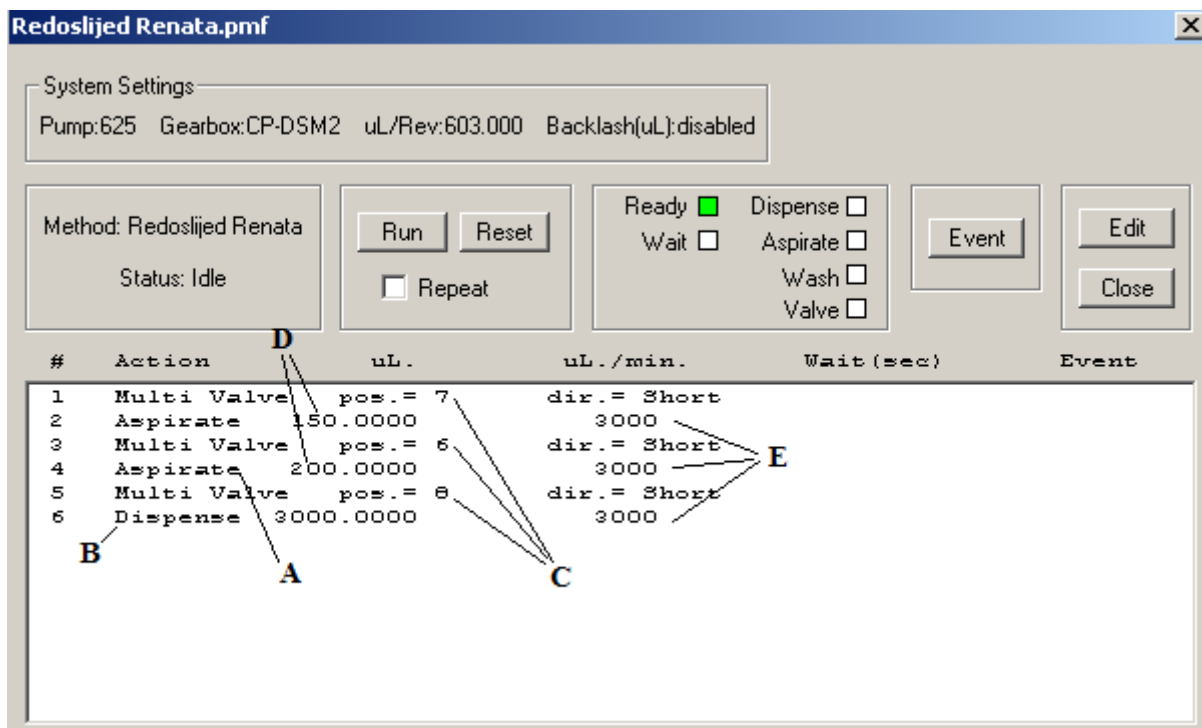 Redoslijed Renata.pmf
System Settings
Pump:625 Gearbox:CP-DSM2 uL/Rev:603.000 Backlash(uL):disabled
Method: Redoslijed Renata
Status: Idle
Run Reset
Repeat
Ready Dispense
Wait Aspirate
Wash
Valve
Event
Edit
Close
D
# Action uL. uL./min. Wait(sec) Event
1 Multi Valve pos.= 7 dir.= Short
2 Aspirate 150.0000 3000
3 Multi Valve pos.= 6 dir.= Short
E
4 Aspirate 200.0000 3000
5 Multi Valve pos.= 8 dir.= Short
6 Dispense 3000.0000 3000
B
A
C